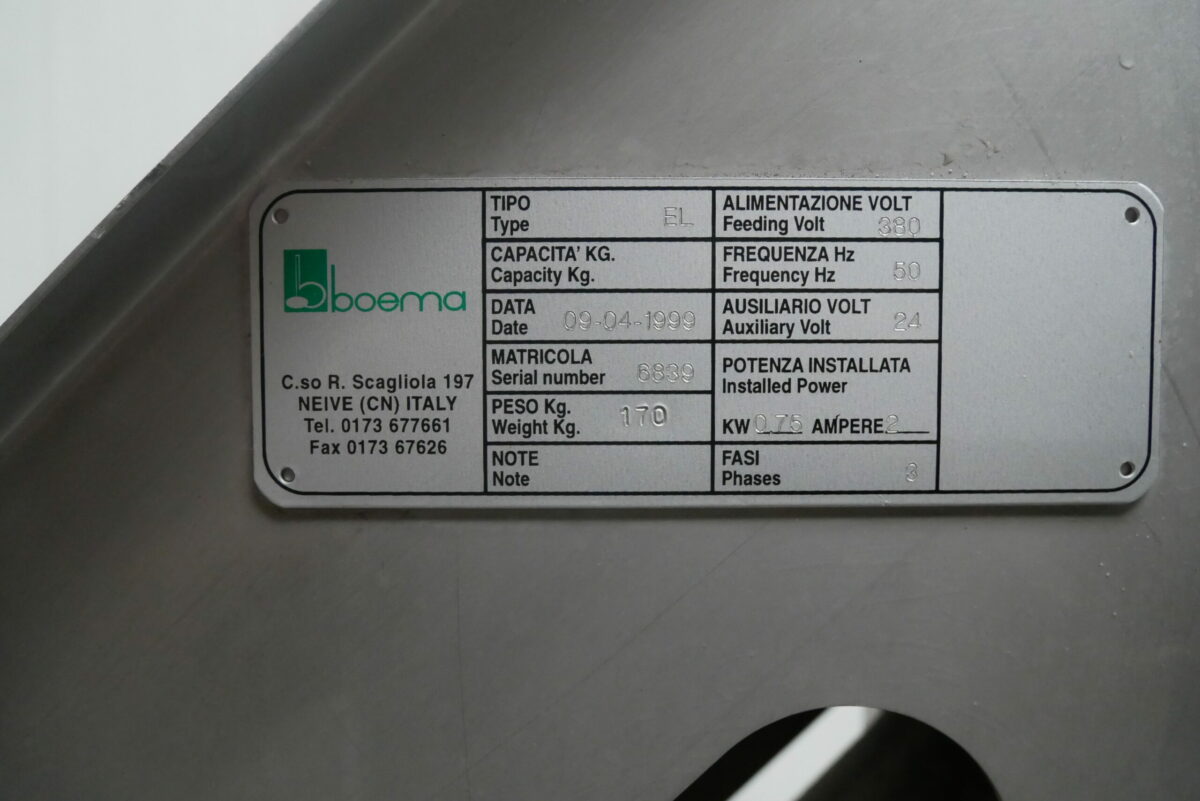 boema
C.so R. Scagliola 197
NEIVE (CN) ITALY
Tel. 0173 677661
Fax 0173 67626
TIPO
Type EL
CAPACITA' KG.
Capacity Kg.
DATA
Date 09-04-1999
MATRICOLA
Serial number 6839
PESO Kg.
Weight Kg. 170
NOTE
Note
ALIMENTAZIONE VOLT
Feeding Volt 380
FREQUENZA Hz
Frequency Hz 50
AUSILIARIO VOLT
Auxiliary Volt 24
POTENZA INSTALLATA
Installed Power
KW 0.75 AMPERE 2
FASI
Phases 3